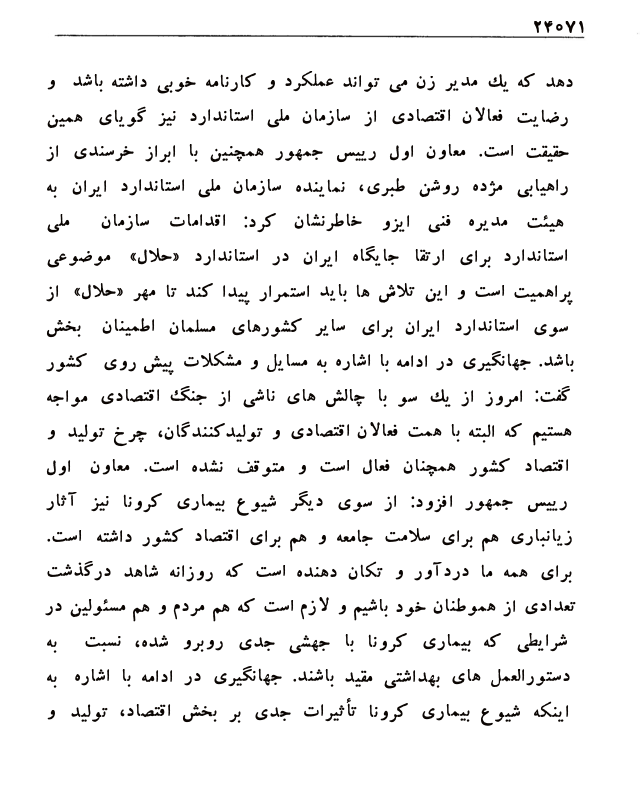 ۲۴۰۷۱
دهد که یك مدیر زن می تواند عملکرد و کارنامه خوبی داشته باشد و
رضایت فعالان اقتصادی از سازمان ملی استاندارد نیز گویای همین
حقیقت است. معاون اول رییس جمهور همچنین با ابراز خرسندی از
راهیابی مژده روشن طبری، نماینده سازمان ملی استاندارد ایران به
هیئت مدیره فنی ایزو خاطرنشان کرد: اقدامات سازمان ملی
استاندارد برای ارتقا جایگاه ایران در استاندارد «حلال» موضوعی
پراهمیت است و این تلاش ها باید استمرار پیدا کند تا مهر «حلال» از
سوی استاندارد ایران برای سایر کشورهای مسلمان اطمینان بخش
باشد. جهانگیری در ادامه با اشاره به مسایل و مشکلات پیش روی کشور
گفت: امروز از یك سو با چالش های ناشی از جنگ اقتصادی مواجه
هستیم که البته با همت فعالان اقتصادی و تولیدکنندگان، چرخ تولید و
اقتصاد کشور همچنان فعال است و متوقف نشده است. معاون اول
رییس جمهور افزود: از سوی دیگر شیوع بیماری کرونا نیز آثار
زیانباری هم برای سلامت جامعه و هم برای اقتصاد کشور داشته است.
برای همه ما دردآور و تکان دهنده است که روزانه شاهد درگذشت
تعدادی از هموطنان خود باشیم و لازم است که هم مردم و هم مسئولین در
شرایطی که بیماری کرونا با جهشی جدی روبرو شده، نسبت به
دستورالعمل های بهداشتی مقید باشند. جهانگیری در ادامه با اشاره به
اینکه شیوع بیماری کرونا تأثیرات جدی بر بخش اقتصاد، تولید و